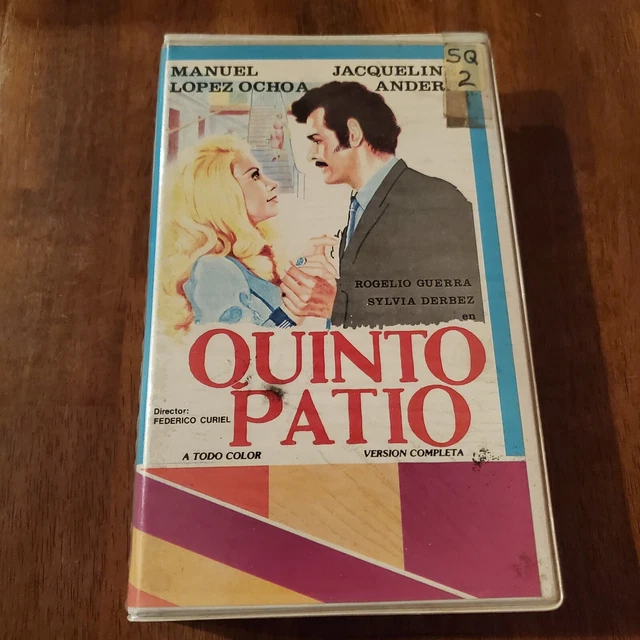 MANUEL
LOPEZ OCHOA
SQ
2
ROGELIO GUERRA
SYLVIA DERBEZ
en
QUINTO
PATIO
Director:
FEDERICO CURIEL
A TODO COLOR
VERSION COMPLETA